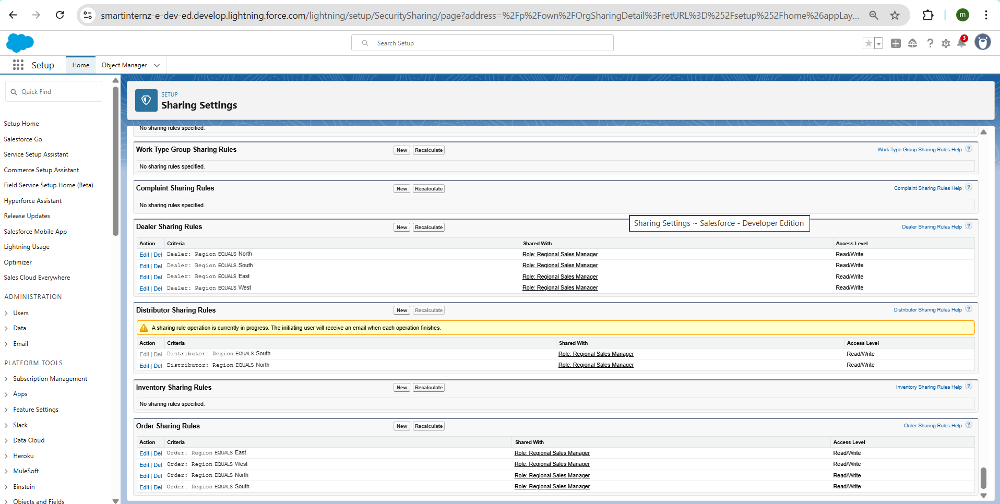 smartinternz-e-dev-ed.develop.lightning.force.com/lightning/setup/SecuritySharing/page?address=%2Fp%2Fown%2FOrgSharingDetail%3FretURL%3D%252Fsetup%252Fhome%26appLay...
m
Search Setup
3
Setup
Home
Object Manager
Quick Find
Setup Home
Salesforce Go
Service Setup Assistant
Commerce Setup Assistant
Field Service Setup Home (Beta)
Hyperforce Assistant
Release Updates
Salesforce Mobile App
Lightning Usage
Optimizer
Sales Cloud Everywhere
ADMINISTRATION
Users
Data
Email
PLATFORM TOOLS
Subscription Management
Apps
Feature Settings
Slack
Data Cloud
Heroku
MuleSoft
Einstein
Objects and Fields
SETUP
Sharing Settings
No sharing rules specified.
Work Type Group Sharing Rules New Recalculate Work Type Group Sharing Rules Help ?
No sharing rules specified.
Complaint Sharing Rules New Recalculate Complaint Sharing Rules Help ?
No sharing rules specified.
Sharing Settings ~ Salesforce - Developer Edition
Dealer Sharing Rules New Recalculate Dealer Sharing Rules Help ?
Action Criteria Shared With Access Level
Edit | Del Dealer: Region EQUALS North Role: Regional Sales Manager Read/Write
Edit | Del Dealer: Region EQUALS South Role: Regional Sales Manager Read/Write
Edit | Del Dealer: Region EQUALS East Role: Regional Sales Manager Read/Write
Edit | Del Dealer: Region EQUALS West Role: Regional Sales Manager Read/Write
Distributor Sharing Rules New Recalculate Distributor Sharing Rules Help ?
A sharing rule operation is currently in progress. The initiating user will receive an email when each operation finishes.
Action Criteria Shared With Access Level
Edit | Del Distributor: Region EQUALS South Role: Regional Sales Manager Read/Write
Edit | Del Distributor: Region EQUALS North Role: Regional Sales Manager Read/Write
Inventory Sharing Rules New Recalculate Inventory Sharing Rules Help ?
No sharing rules specified.
Order Sharing Rules New Recalculate Order Sharing Rules Help ?
Action Criteria Shared With Access Level
Edit | Del Order: Region EQUALS East Role: Regional Sales Manager Read/Write
Edit | Del Order: Region EQUALS West Role: Regional Sales Manager Read/Write
Edit | Del Order: Region EQUALS North Role: Regional Sales Manager Read/Write
Edit | Del Order: Region EQUALS South Role: Regional Sales Manager Read/Write